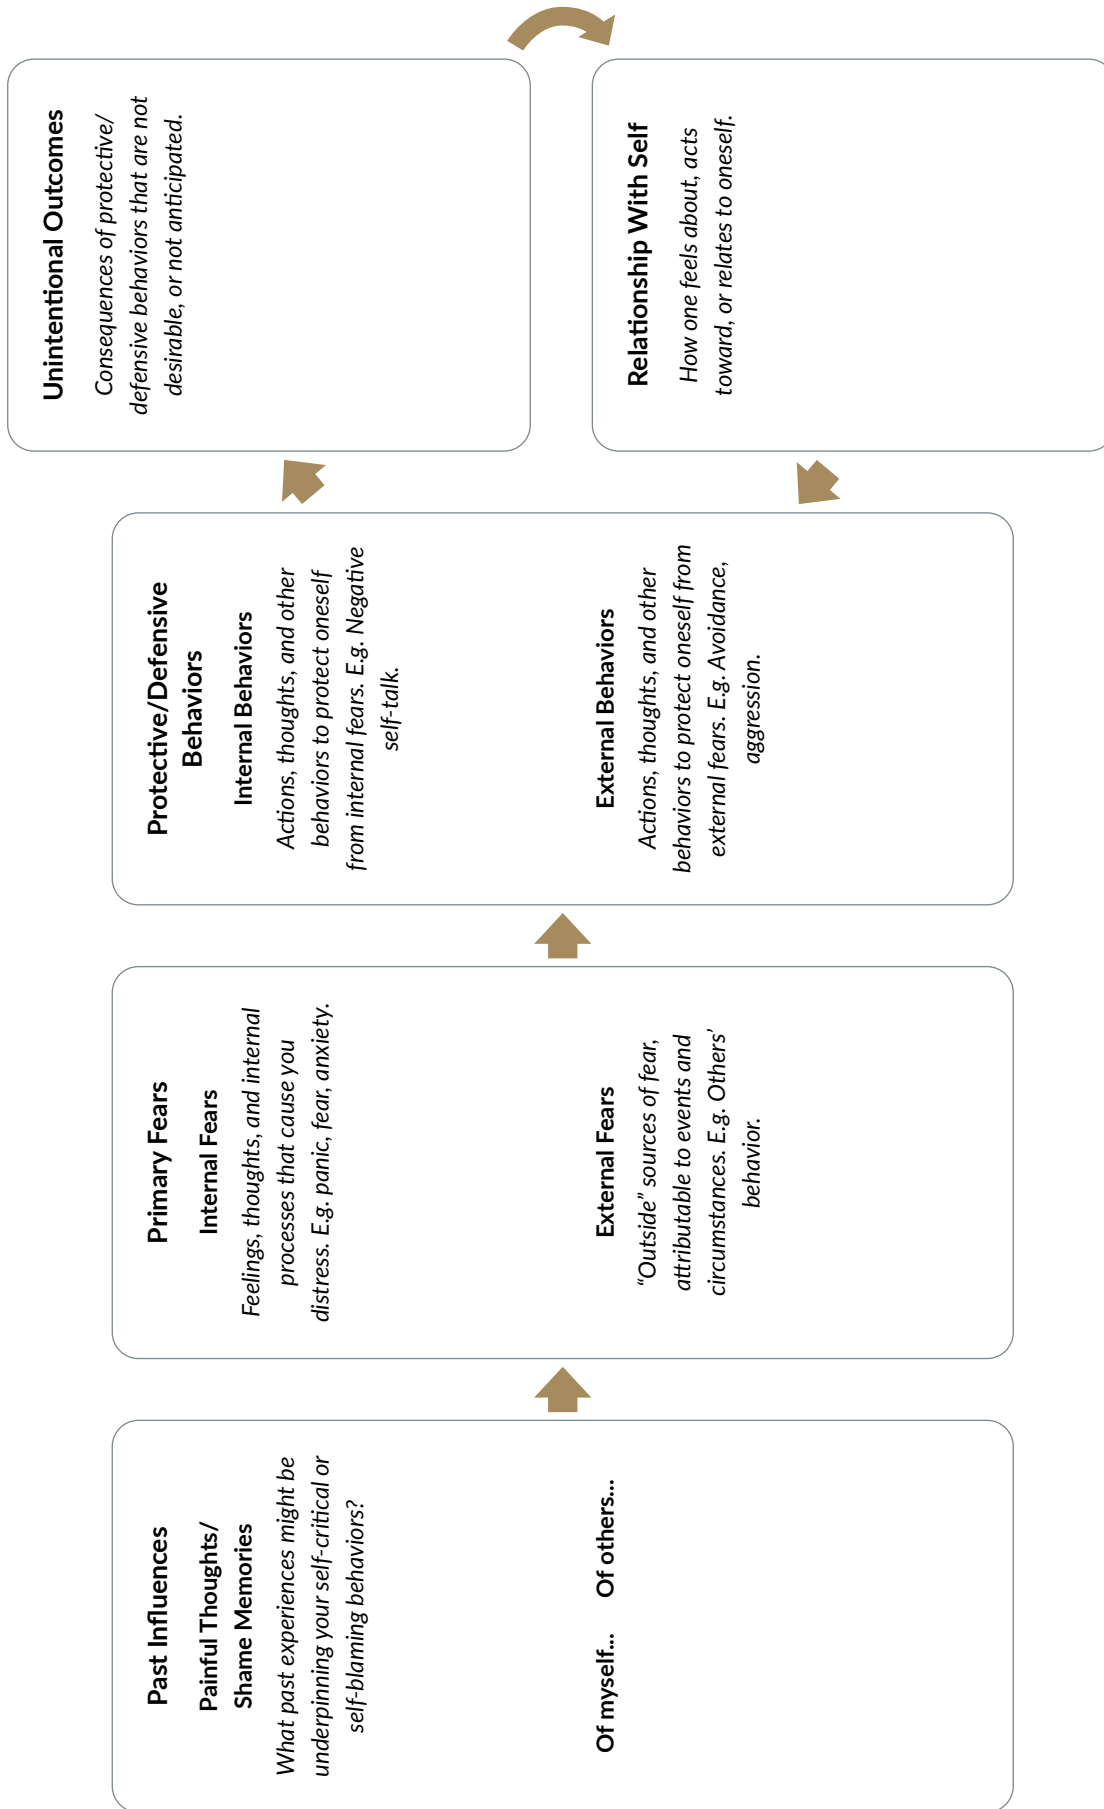 Past Influences
Painful Thoughts/
Shame Memories
What past experiences might be
underpinning your self-critical or
self-blaming behaviors?
Of myself... Of others...
Primary Fears
Internal Fears
Feelings, thoughts, and internal
processes that cause you
distress. E.g. panic, fear, anxiety.
External Fears
“Outside” sources of fear,
attributable to events and
circumstances. E.g. Others’
behavior.
Protective/Defensive
Behaviors
Internal Behaviors
Actions, thoughts, and other
behaviors to protect oneself
from internal fears. E.g. Negative
self-talk.
External Behaviors
Actions, thoughts, and other
behaviors to protect oneself from
external fears. E.g. Avoidance,
aggression.
Unintentional Outcomes
Consequences of protective/
defensive behaviors that are not
desirable, or not anticipated.
Relationship With Self
How one feels about, acts
toward, or relates to oneself.